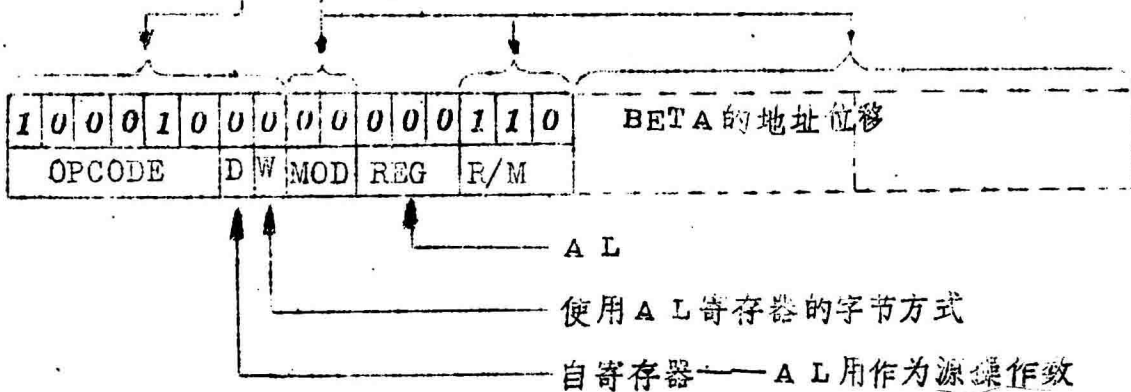 1 0 0 0 1 0 0 0 0 0 0 0 0 1 1 0 BETA的地址位移
OPCODE D W MOD REG R/M
A L
使用A L寄存器的字节方式
自寄存器——A L用作为源操作数